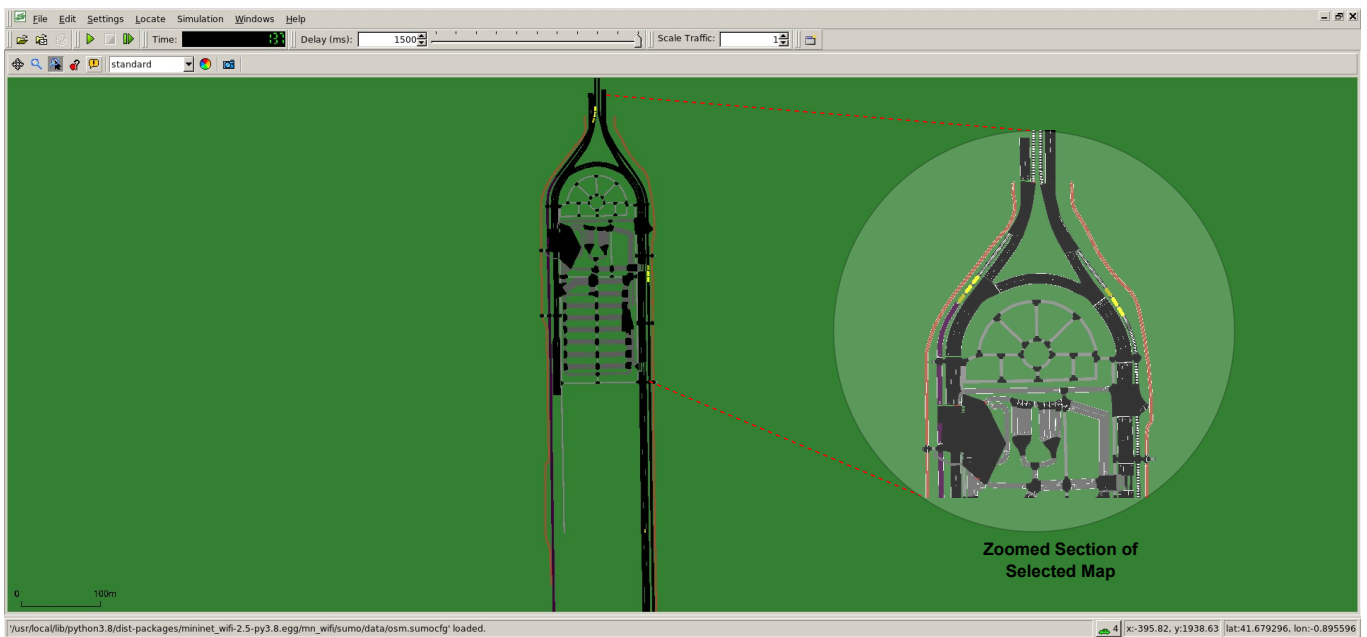 File Edit Settings Locate Simulation Windows Help
Time: 137 Delay (ms): 1500 Scale Traffic: 1
standard
Zoomed Section of
Selected Map
0 100m
'/usr/local/lib/python3.8/dist-packages/mininet_wifi-2.5-py3.8.egg/mn_wifi/sumo/data/osm.sumocfg' loaded. 4 x:-395.82, y:1938.63 lat:41.679296, lon:-0.895596